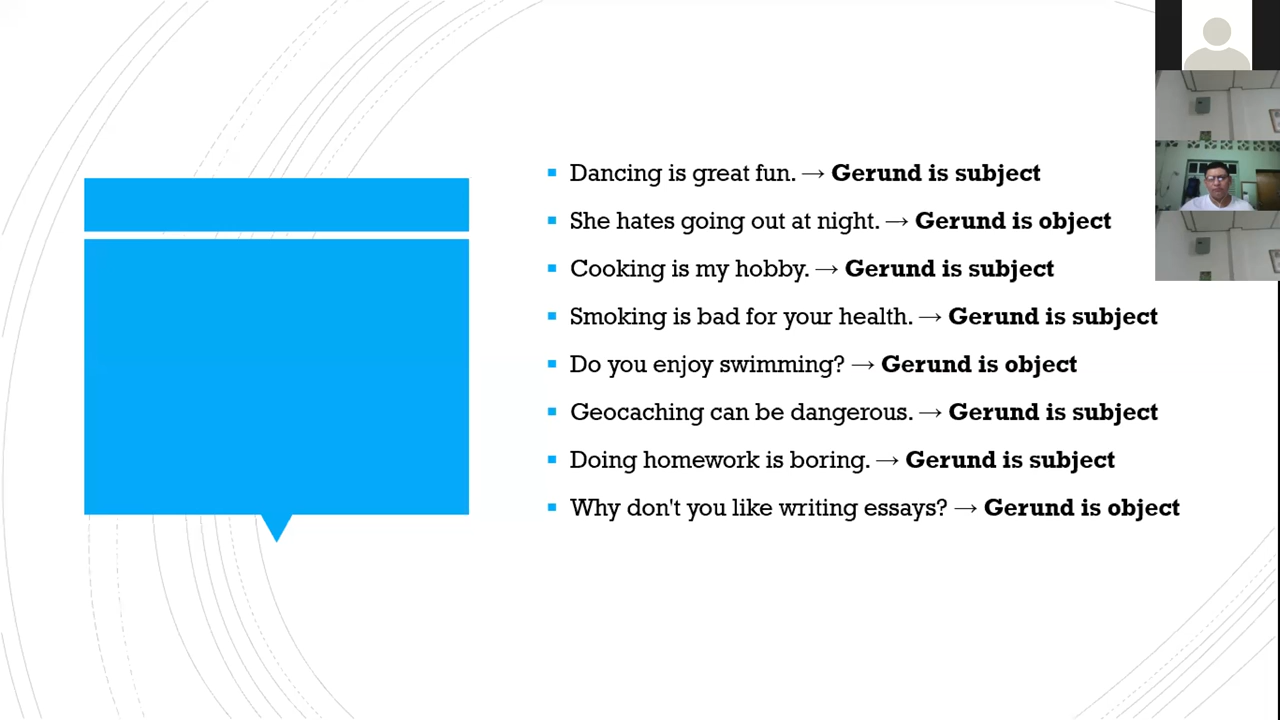 Dancing is great fun. → Gerund is subject
She hates going out at night. → Gerund is object
Cooking is my hobby. → Gerund is subject
Smoking is bad for your health. → Gerund is subject
Do you enjoy swimming? → Gerund is object
Geocaching can be dangerous. → Gerund is subject
Doing homework is boring. → Gerund is subject
Why don't you like writing essays? → Gerund is object